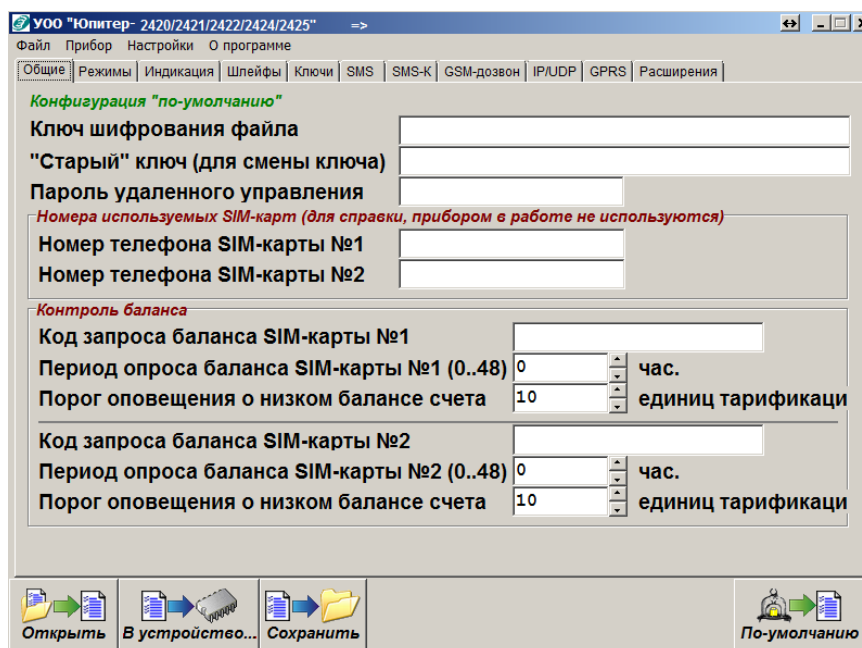 УОО "Юпитер- 2420/2421/2422/2424/2425" =>
Файл Прибор Настройки О программе
Общие Режимы Индикация Шлейфы Ключи SMS SMS-К GSM-дозвон IP/UDP GPRS Расширения
Конфигурация "по-умолчанию"
Ключ шифрования файла
"Старый" ключ (для смены ключа)
Пароль удаленного управления
Номера используемых SIM-карт (для справки, прибором в работе не используются)
Номер телефона SIM-карты №1
Номер телефона SIM-карты №2
Контроль баланса
Код запроса баланса SIM-карты №1
Период опроса баланса SIM-карты №1 (0..48) 0 час.
Порог оповещения о низком балансе счета 10 единиц тарификаци
Код запроса баланса SIM-карты №2
Период опроса баланса SIM-карты №2 (0..48) 0 час.
Порог оповещения о низком балансе счета 10 единиц тарификаци
Открыть В устройство... Сохранить По-умолчанию